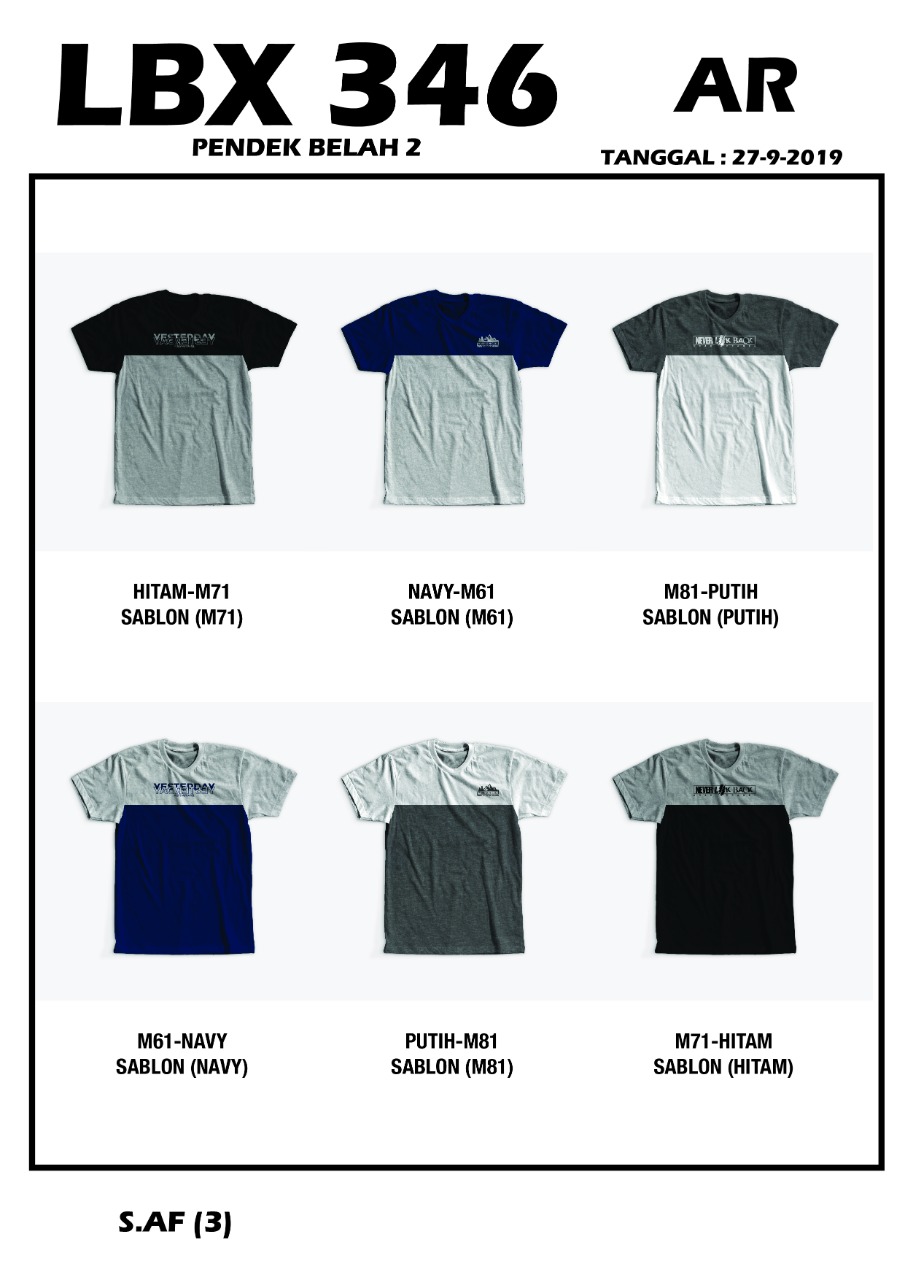 LBX 346
AR
PENDEK BELAH 2
TANGGAL : 27-9-2019
YESTERDAY
NEVER BACK
HITAM-M71
NAVY-M61
M81-PUTIH
SABLON (M71)
SABLON (M61)
SABLON (PUTIH)
YESTERDAY
NEVER BACK
M61-NAVY
PUTIH-M81
M71-HITAM
SABLON (NAVY)
SABLON (M81)
SABLON (HITAM)
S.AF (3)